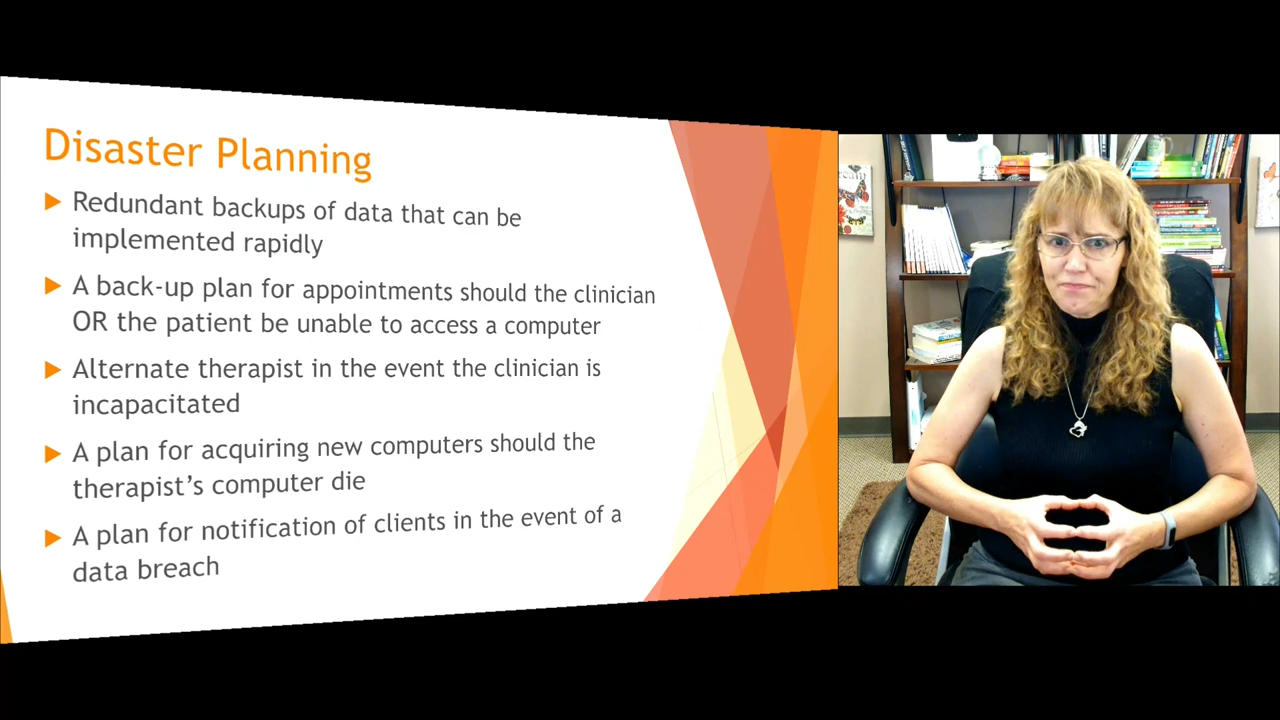 Disaster Planning
Redundant backups of data that can be
implemented rapidly
A back-up plan for appointments should the clinician
OR the patient be unable to access a computer
Alternate therapist in the event the clinician is
incapacitated
A plan for acquiring new computers should the
therapist's computer die
A plan for notification of clients in the event of a
data breach